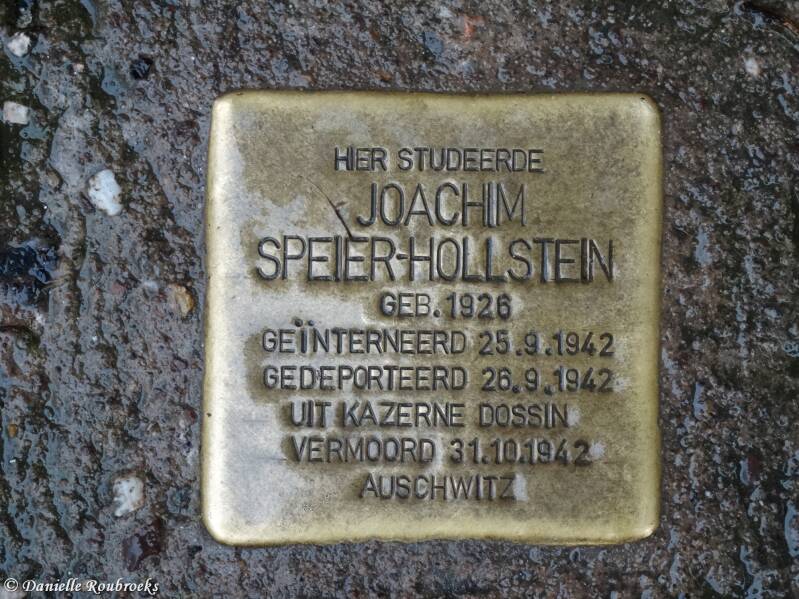 HIER STUDEERDE
JOACHIM
SPEIER-HOLLSTEIN
GEB. 1926
GEÏNTERNEERD 25.9.1942
GEDEPORTEERD 26.9.1942
UIT KAZERNE DOSSIN
VERMOORD 31.10.1942
AUSCHWITZ
© Danielle Roubroeks